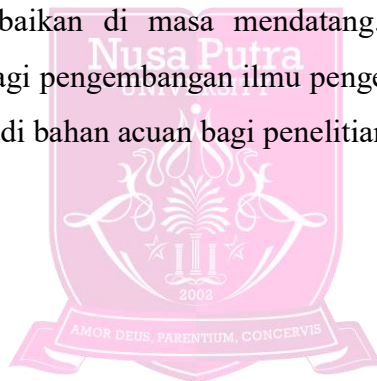 baikan di masa mendatang.
Nusa Putra
agi pengembangan ilmu penge
UNIVERSITY
di bahan acuan bagi penelitian
2002
AMOR DEUS, PARENTIUM, CONCERVIS